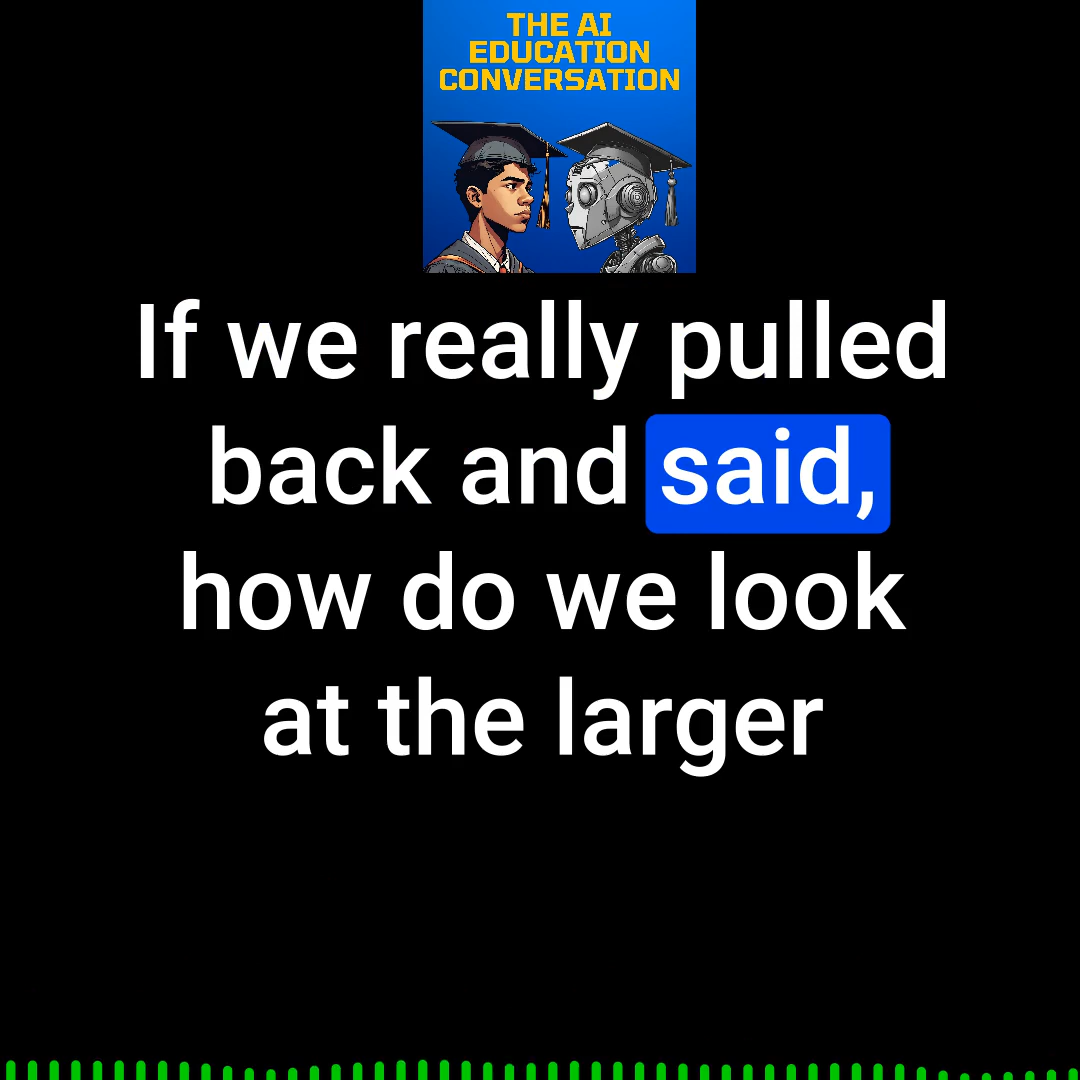 THE AI
EDUCATION
CONVERSATION
If we really pulled
back and said,
how do we look
at the larger